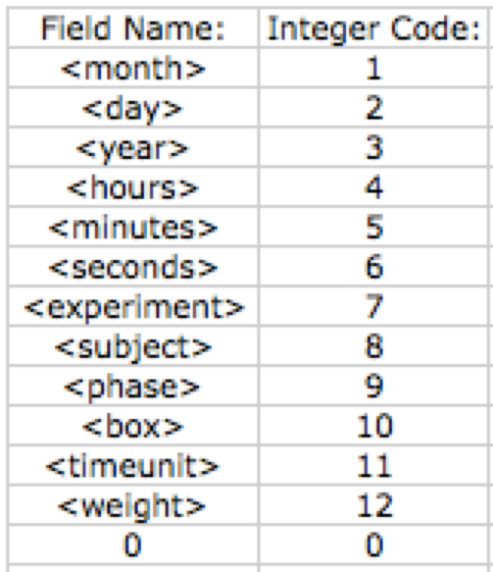 Field Name: Integer Code:
<month> 1
<day> 2
<year> 3
<hours> 4
<minutes> 5
<seconds> 6
<experiment> 7
<subject> 8
<phase> 9
<box> 10
<timeunit> 11
<weight> 12
0 0